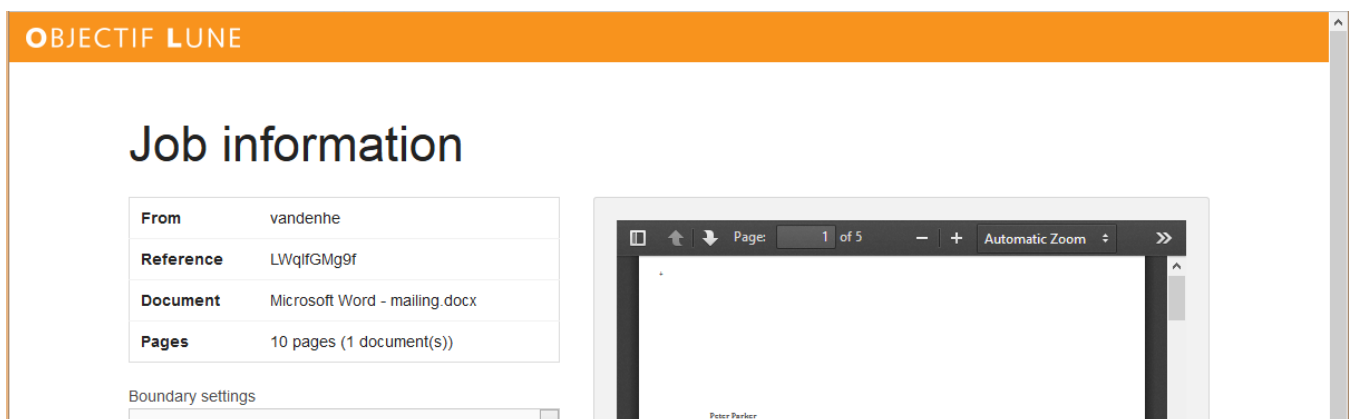 OBJECTIF LUNE
Job information
From vandenhe
Reference LWqlfGMg9f
Document Microsoft Word - mailing.docx
Pages 10 pages (1 document(s))
Boundary settings
Page: 1 of 5 Automatic Zoom
Peter Parker